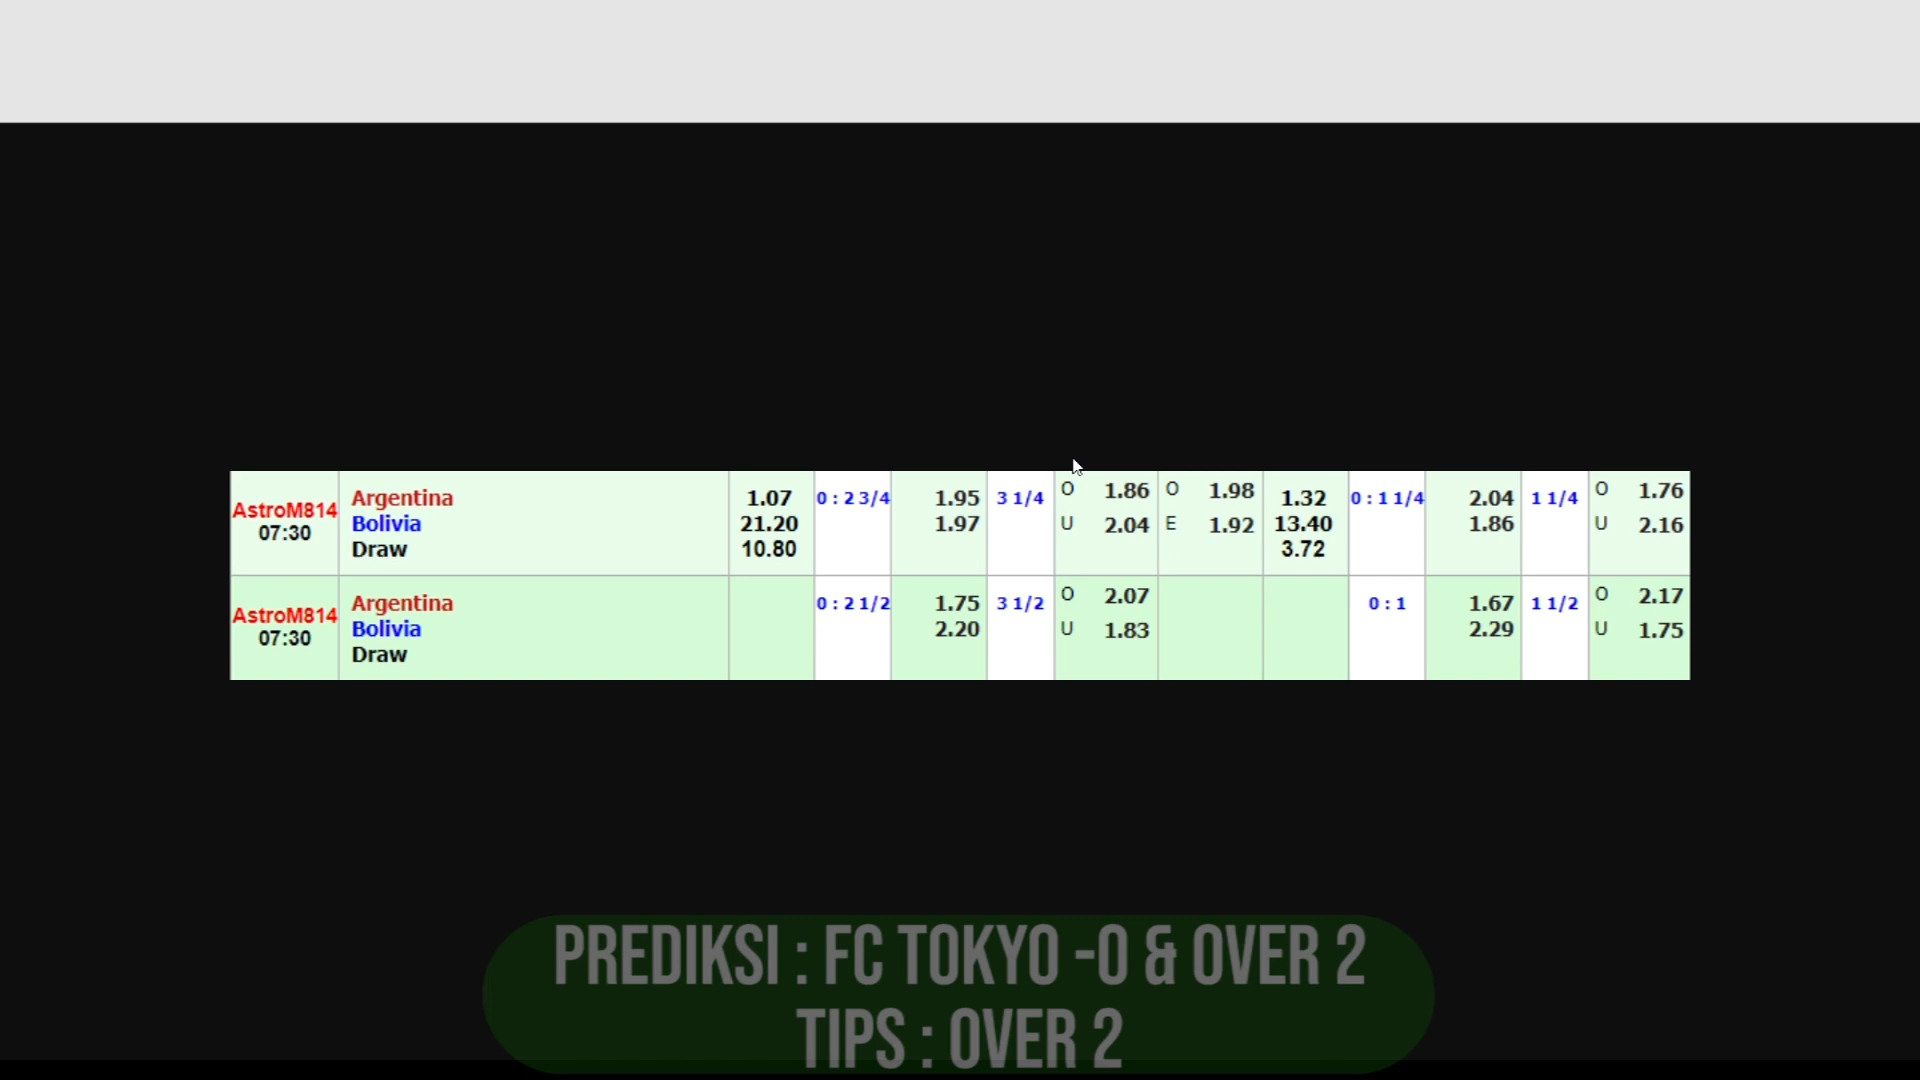 AstroM814 Argentina 1.07 0 : 2 3/4 1.95 3 1/4 O 1.86 O 1.98 1.32 0 : 1 1/4 2.04 1 1/4 O 1.76
07:30 Bolivia 21.20 1.97 U 2.04 E 1.92 13.40 1.86 U 2.16
Draw 10.80 3.72
AstroM814 Argentina 0 : 2 1/2 1.75 3 1/2 O 2.07 0 : 1 1.67 1 1/2 O 2.17
07:30 Bolivia 2.20 U 1.83 2.29 U 1.75
Draw
PREDIKSI : FC TOKYO -0 & OVER 2
TIPS : OVER 2